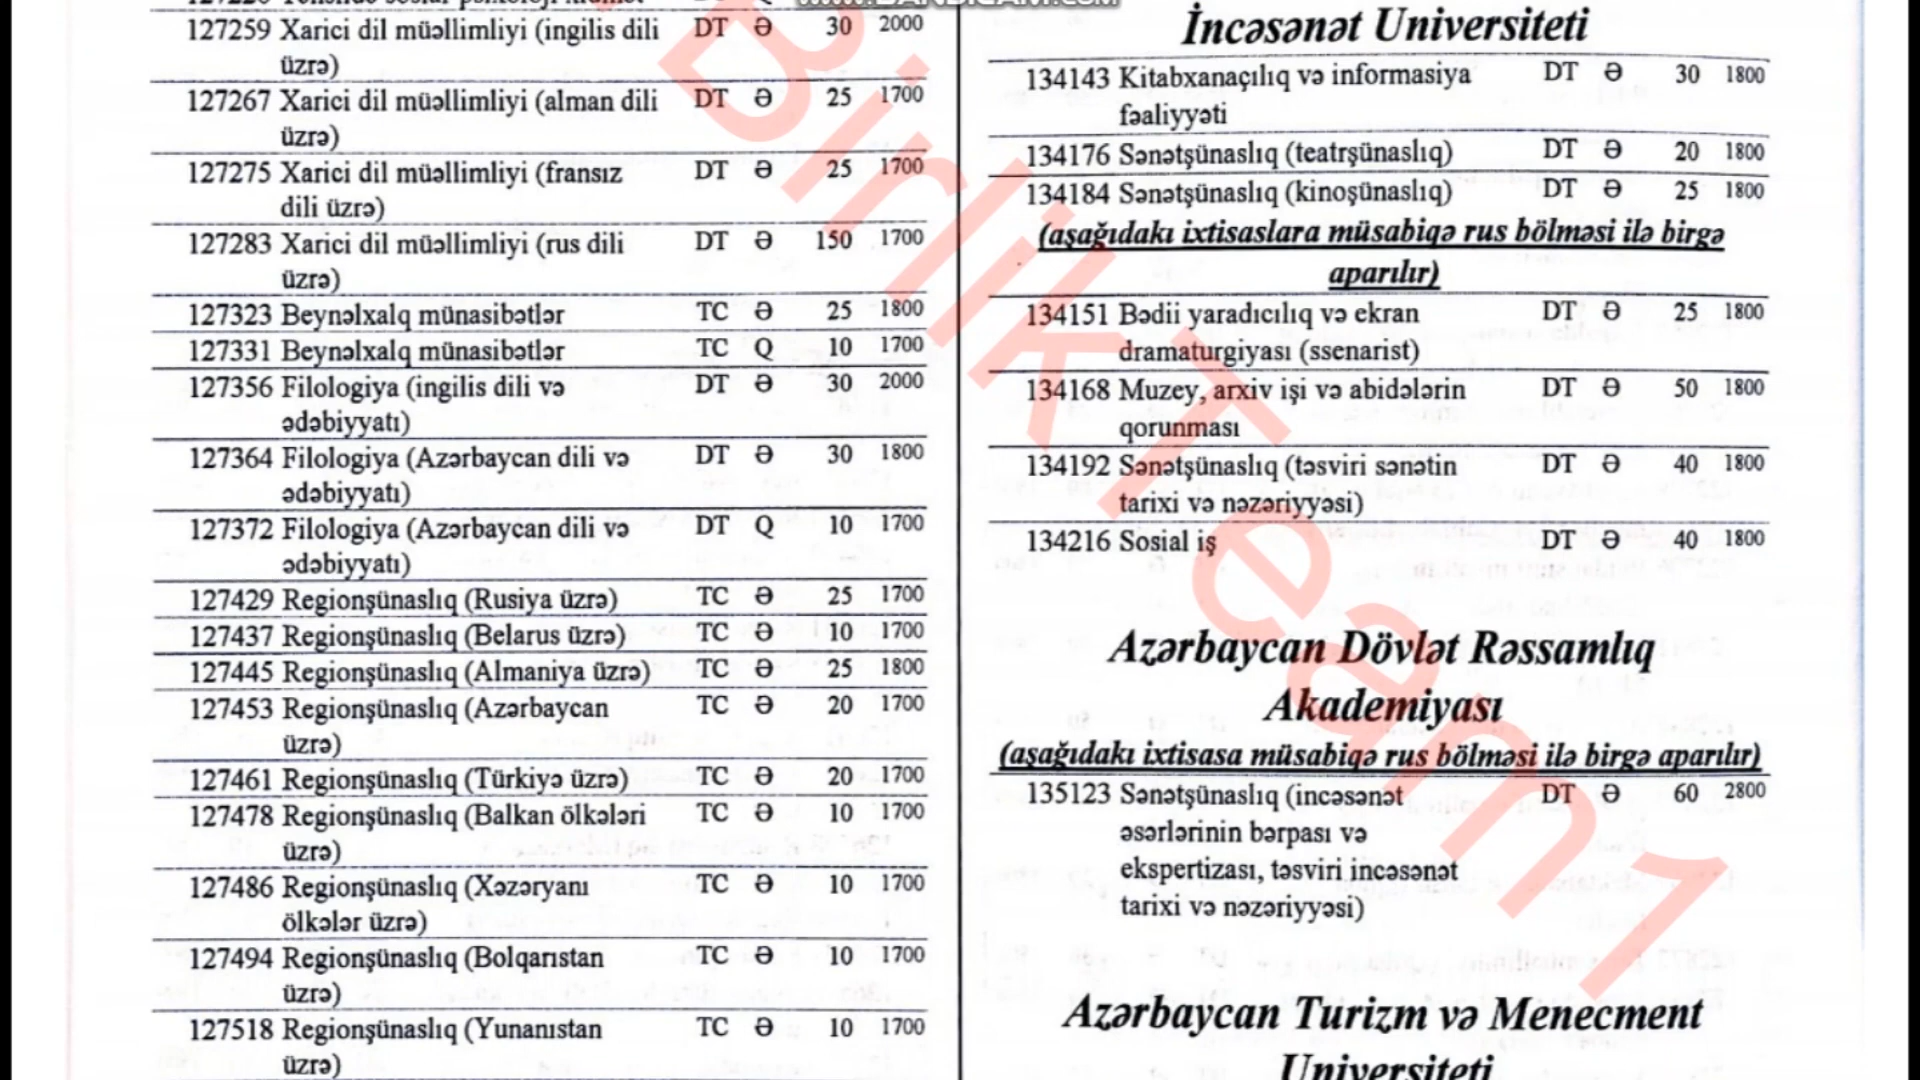 127259 Xarici dil müəllimliyi (ingilis dili DT Ə 30 2000
üzrə)
127267 Xarici dil müəllimliyi (alman dili DT Ə 25 1700
üzrə)
127275 Xarici dil müəllimliyi (fransız DT Ə 25 1700
dili üzrə)
127283 Xarici dil müəllimliyi (rus dili DT Ə 150 1700
üzrə)
127323 Beynəlxalq münasibətlər TC Ə 25 1800
127331 Beynəlxalq münasibətlər TC Q 10 1700
127356 Filologiya (ingilis dili və DT Ə 30 2000
ədəbiyyatı)
127364 Filologiya (Azərbaycan dili və DT Ə 30 1800
ədəbiyyatı)
127372 Filologiya (Azərbaycan dili və DT Q 10 1700
ədəbiyyatı)
127429 Regionşünaslıq (Rusiya üzrə) TC Ə 25 1700
127437 Regionşünaslıq (Belarus üzrə) TC Ə 10 1700
127445 Regionşünaslıq (Almaniya üzrə) TC Ə 25 1800
127453 Regionşünaslıq (Azərbaycan TC Ə 20 1700
üzrə)
127461 Regionşünaslıq (Türkiyə üzrə) TC Ə 20 1700
127478 Regionşünaslıq (Balkan ölkələri TC Ə 10 1700
üzrə)
127486 Regionşünaslıq (Xəzəryanı TC Ə 10 1700
ölkələr üzrə)
127494 Regionşünaslıq (Bolqarıstan TC Ə 10 1700
üzrə)
127518 Regionşünaslıq (Yunanıstan TC Ə 10 1700
üzrə)
İncəsənət Universiteti
134143 Kitabxanaçılıq və informasiya DT Ə 30 1800
fəaliyyəti
134176 Sənətşünaslıq (teatrşünaslıq) DT Ə 20 1800
134184 Sənətşünaslıq (kinoşünaslıq) DT Ə 25 1800
(aşağıdakı ixtisaslara müsabiqə rus bölməsi ilə birgə
aparılır)
134151 Bədii yaradıcılıq və ekran DT Ə 25 1800
dramaturgiyası (ssenarist)
134168 Muzey, arxiv işi və abidələrin DT Ə 50 1800
qorunması
134192 Sənətşünaslıq (təsviri sənətin DT Ə 40 1800
tarixi və nəzəriyyəsi)
134216 Sosial iş DT Ə 40 1800
Azərbaycan Dövlət Rəssamlıq
Akademiyası
(aşağıdakı ixtisasa müsabiqə rus bölməsi ilə birgə aparılır)
135123 Sənətşünaslıq (incəsənət DT Ə 60 2800
əsərlərinin bərpası və
ekspertizası, təsviri incəsənət
tarixi və nəzəriyyəsi)
Azərbaycan Turizm və Menecment
Universiteti
BirlikTeam1